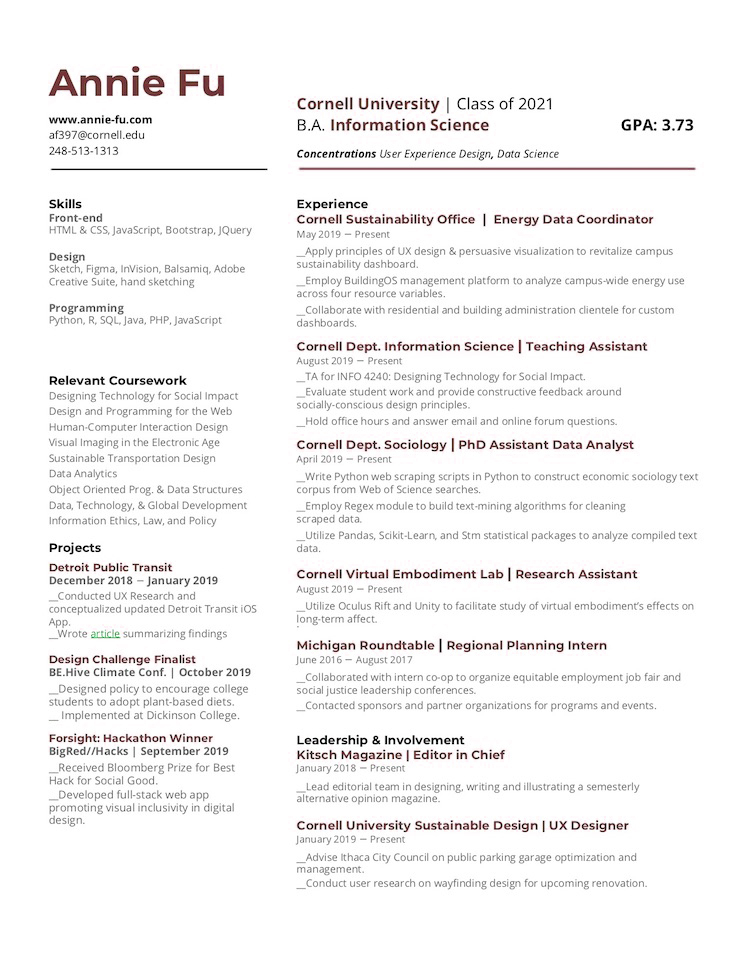 Annie Fu
www.annie-fu.com
af397@cornell.edu
248-513-1313
Cornell University | Class of 2021
B.A. Information Science
GPA: 3.73
Concentrations User Experience Design, Data Science
Skills
Front-end
HTML & CSS, JavaScript, Bootstrap, JQuery
Design
Sketch, Figma, InVision, Balsamiq, Adobe
Creative Suite, hand sketching
Programming
Python, R, SQL, Java, PHP, JavaScript
Relevant Coursework
Designing Technology for Social Impact
Design and Programming for the Web
Human-Computer Interaction Design
Visual Imaging in the Electronic Age
Sustainable Transportation Design
Data Analytics
Object Oriented Prog. & Data Structures
Data, Technology, & Global Development
Information Ethics, Law, and Policy
Projects
Detroit Public Transit
December 2018 — January 2019
__Conducted UX Research and
conceptualized updated Detroit Transit iOS
App.
__Wrote article summarizing findings
Design Challenge Finalist
BE.Hive Climate Conf. | October 2019
__Designed policy to encourage college
students to adopt plant-based diets.
__ Implemented at Dickinson College.
Forsight: Hackathon Winner
BigRed//Hacks | September 2019
__Received Bloomberg Prize for Best
Hack for Social Good.
__Developed full-stack web app
promoting visual inclusivity in digital
design.
Experience
Cornell Sustainability Office | Energy Data Coordinator
May 2019 — Present
__Apply principles of UX design & persuasive visualization to revitalize campus
sustainability dashboard.
__Employ BuildingOS management platform to analyze campus-wide energy use
across four resource variables.
__Collaborate with residential and building administration clientele for custom
dashboards.
Cornell Dept. Information Science | Teaching Assistant
August 2019 — Present
__TA for INFO 4240: Designing Technology for Social Impact.
__Evaluate student work and provide constructive feedback around
socially-conscious design principles.
__Hold office hours and answer email and online forum questions.
Cornell Dept. Sociology | PhD Assistant Data Analyst
April 2019 — Present
__Write Python web scraping scripts in Python to construct economic sociology text
corpus from Web of Science searches.
__Employ Regex module to build text-mining algorithms for cleaning
scraped data.
__Utilize Pandas, Scikit-Learn, and Stm statistical packages to analyze compiled text
data.
Cornell Virtual Embodiment Lab | Research Assistant
August 2019 — Present
__Utilize Oculus Rift and Unity to facilitate study of virtual embodiment's effects on
long-term affect.
Michigan Roundtable | Regional Planning Intern
June 2016 — August 2017
__Collaborated with intern co-op to organize equitable employment job fair and
social justice leadership conferences.
__Contacted sponsors and partner organizations for programs and events.
Leadership & Involvement
Kitsch Magazine | Editor in Chief
January 2018 — Present
__Lead editorial team in designing, writing and illustrating a semesterly
alternative opinion magazine.
Cornell University Sustainable Design | UX Designer
January 2019 — Present
__Advise Ithaca City Council on public parking garage optimization and
management.
__Conduct user research on wayfinding design for upcoming renovation.